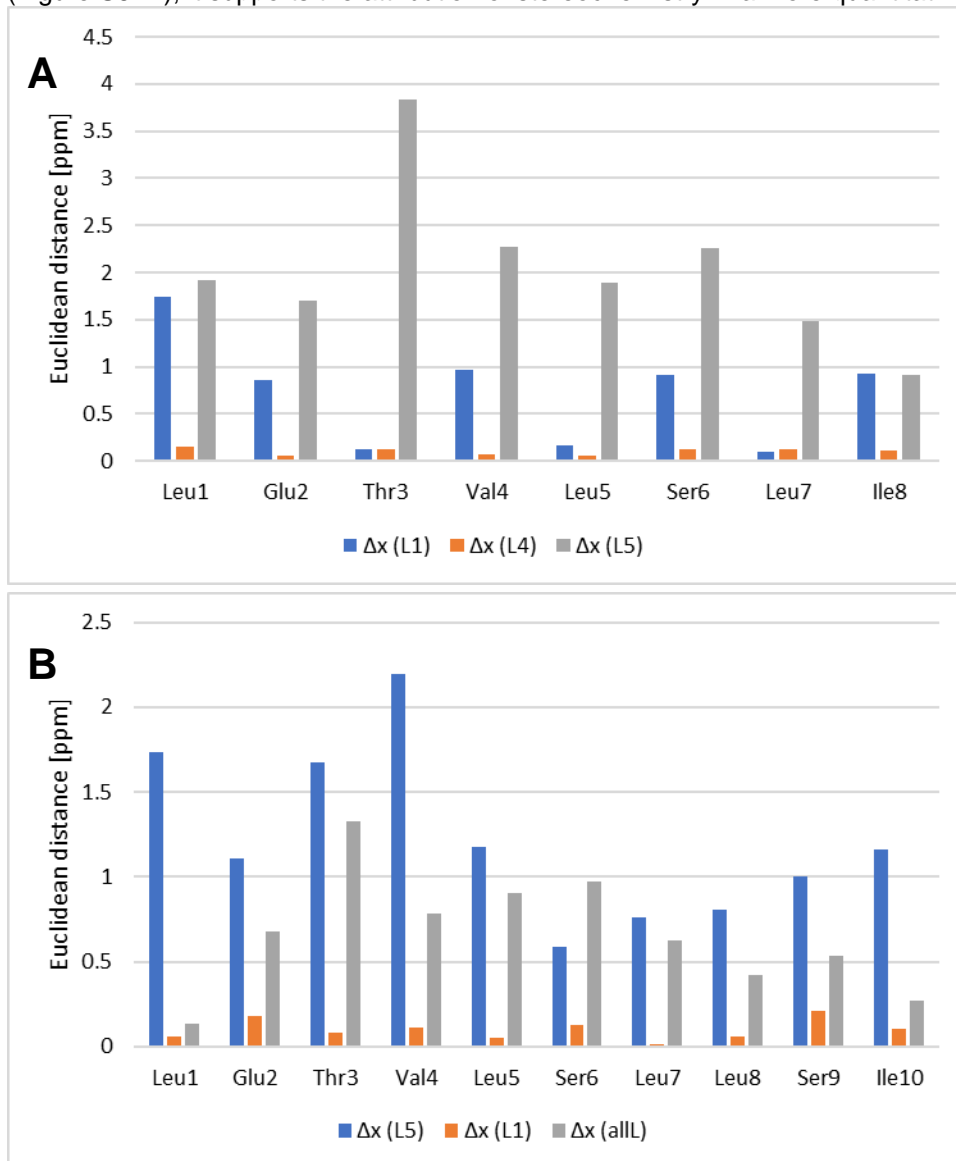 A
Euclidean distance [ppm]
4.5
4
3.5
3
2.5
2
1.5
1
0.5
0
Leu1 Glu2 Thr3 Val4 Leu5 Ser6 Leu7 Ile8
Δx (L1) Δx (L4) Δx (L5)
B
Euclidean distance [ppm]
2.5
2
1.5
1
0.5
0
Leu1 Glu2 Thr3 Val4 Leu5 Ser6 Leu7 Leu8 Ser9 Ile10
Δx (L5) Δx (L1) Δx (allL)